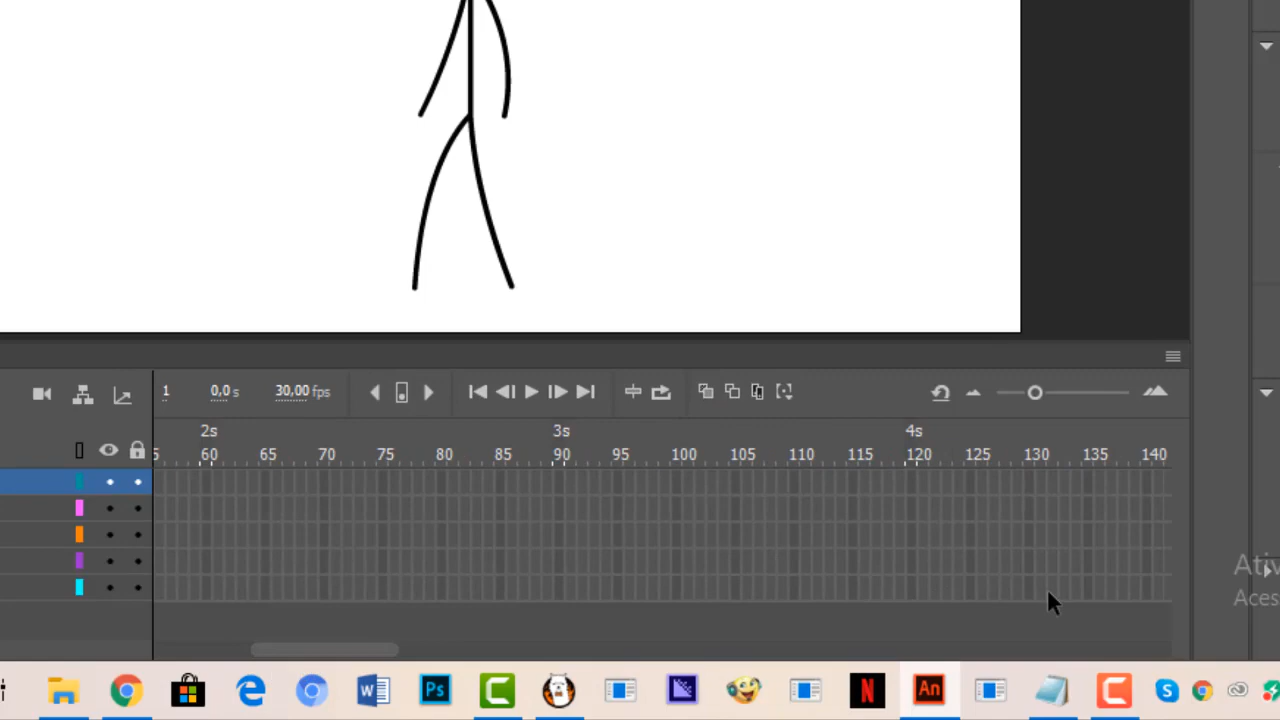 1 0,0 s 30,00 fps
2s 3s 4s
5 60 65 70 75 80 85 90 95 100 105 110 115 120 125 130 135 140
Ativ
Aces
W Ps C N An C S